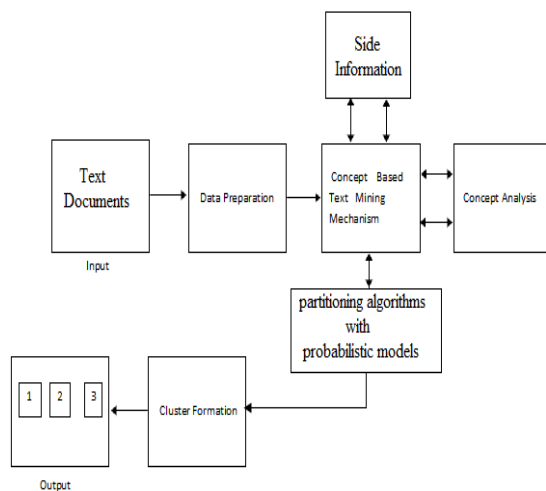 Side
Information
Text
Documents
Data Preparation
Concept Based
Text Mining
Mechanism
Concept Analysis
Input
partitioning algorithms
with
probabilistic models
1 2 3
Cluster Formation
Output